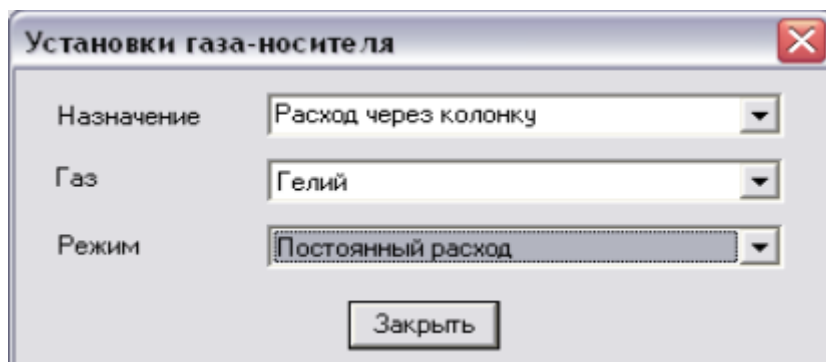 Установки газа-носителя
Назначение Расход через колонку
Газ Гелий
Режим Постоянный расход
Закрыть